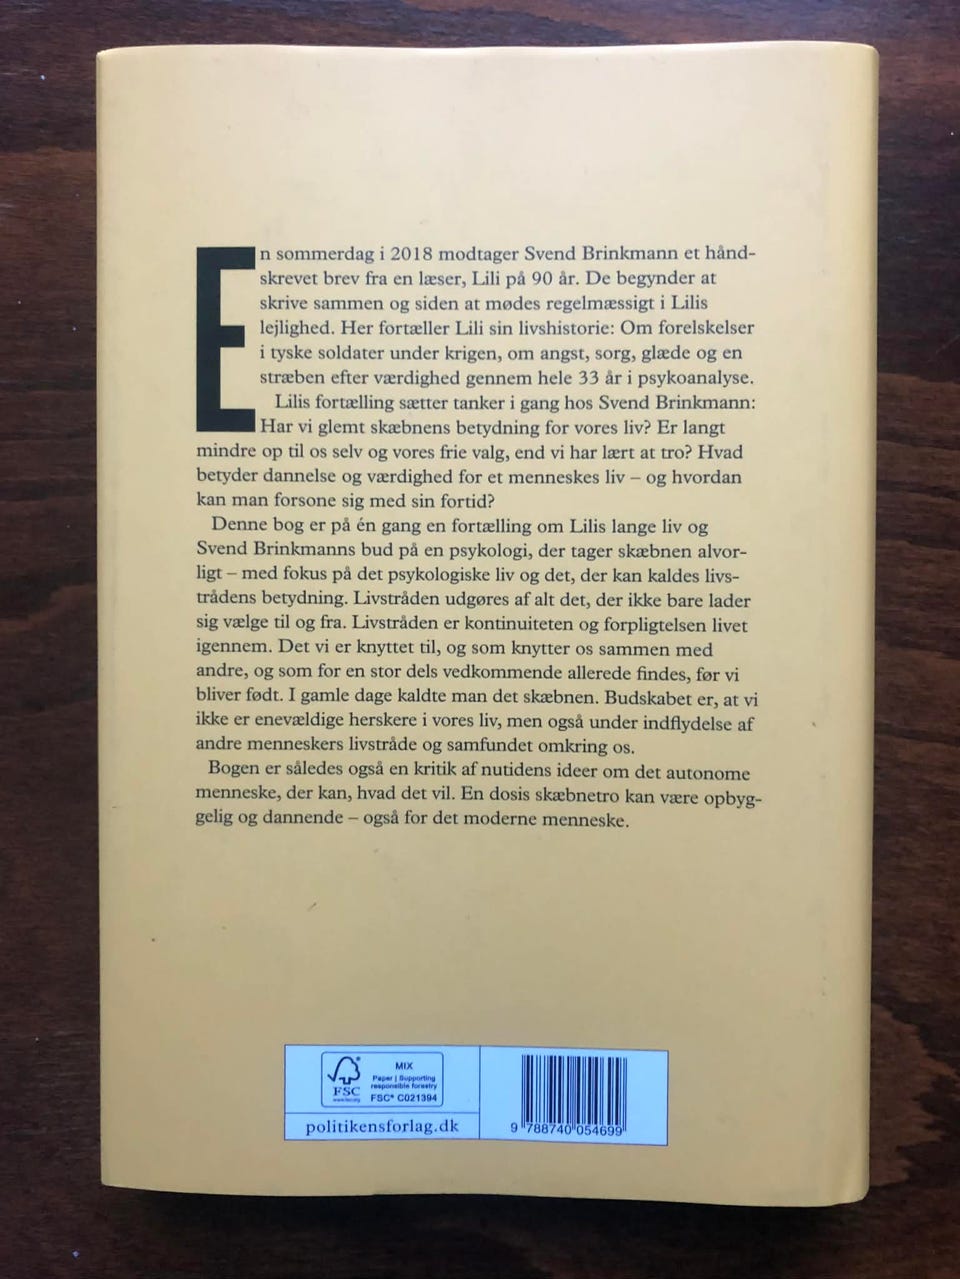 En sommerdag i 2018 modtager Svend Brinkmann et hånd-
skrevet brev fra en læser, Lili på 90 år. De begynder at
skrive sammen og siden at mødes regelmæssigt i Lilis
lejlighed. Her fortæller Lili sin livshistorie: Om forelskelser
i tyske soldater under krigen, om angst, sorg, glæde og en
stræben efter værdighed gennem hele 33 år i psykoanalyse.
Lilis fortælling sætter tanker i gang hos Svend Brinkmann:
Har vi glemt skæbnens betydning for vores liv? Er langt
mindre op til os selv og vores frie valg, end vi har lært at tro? Hvad
betyder dannelse og værdighed for et menneskes liv – og hvordan
kan man forsone sig med sin fortid?
Denne bog er på én gang en fortælling om Lilis lange liv og
Svend Brinkmanns bud på en psykologi, der tager skæbnen alvor-
ligt – med fokus på det psykologiske liv og det, der kan kaldes livs-
trådens betydning. Livstråden udgøres af alt det, der ikke bare lader
sig vælge til og fra. Livstråden er kontinuiteten og forpligtelsen livet
igennem. Det vi er knyttet til, og som knytter os sammen med
andre, og som for en stor dels vedkommende allerede findes, før vi
bliver født. I gamle dage kaldte man det skæbnen. Budskabet er, at vi
ikke er enevældige herskere i vores liv, men også under indflydelse af
andre menneskers livstråde og samfundet omkring os.
Bogen er således også en kritik af nutidens ideer om det autonome
menneske, der kan, hvad det vil. En dosis skæbnetro kan være opbyg-
gelig og dannende – også for det moderne menneske.
FSC
www.fsc.org
MIX
Paper | Supporting
responsible forestry
FSC® C021394
politikensforlag.dk
9 788740 054699